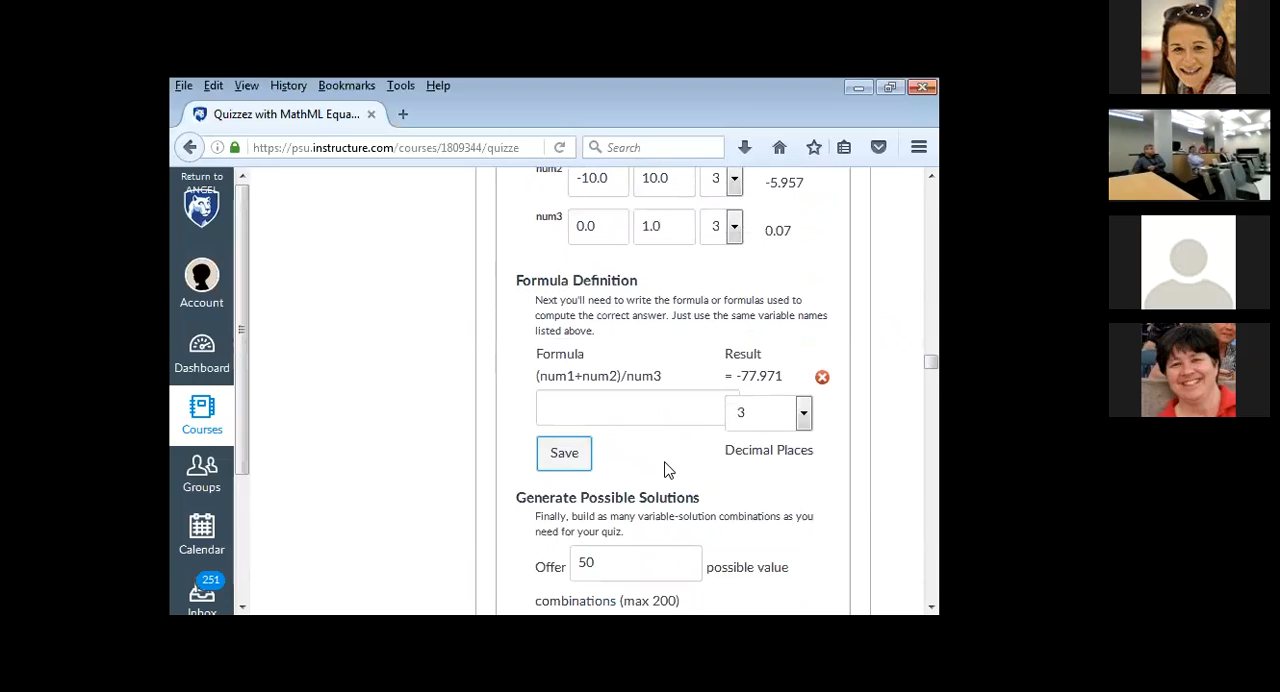 File Edit View History Bookmarks Tools Help
Quizzez with MathML Equa...
https://psu.instructure.com/courses/1809344/quizze
Search
Return to
ANGEL
Account
Dashboard
Courses
Groups
Calendar
251
Inbox
num2 -10.0 10.0 3 -5.957
num3 0.0 1.0 3 0.07
Formula Definition
Next you'll need to write the formula or formulas used to
compute the correct answer. Just use the same variable names
listed above.
Formula Result
(num1+num2)/num3 = -77.971
3
Save
Decimal Places
Generate Possible Solutions
Finally, build as many variable-solution combinations as you
need for your quiz.
Offer 50 possible value
combinations (max 200)